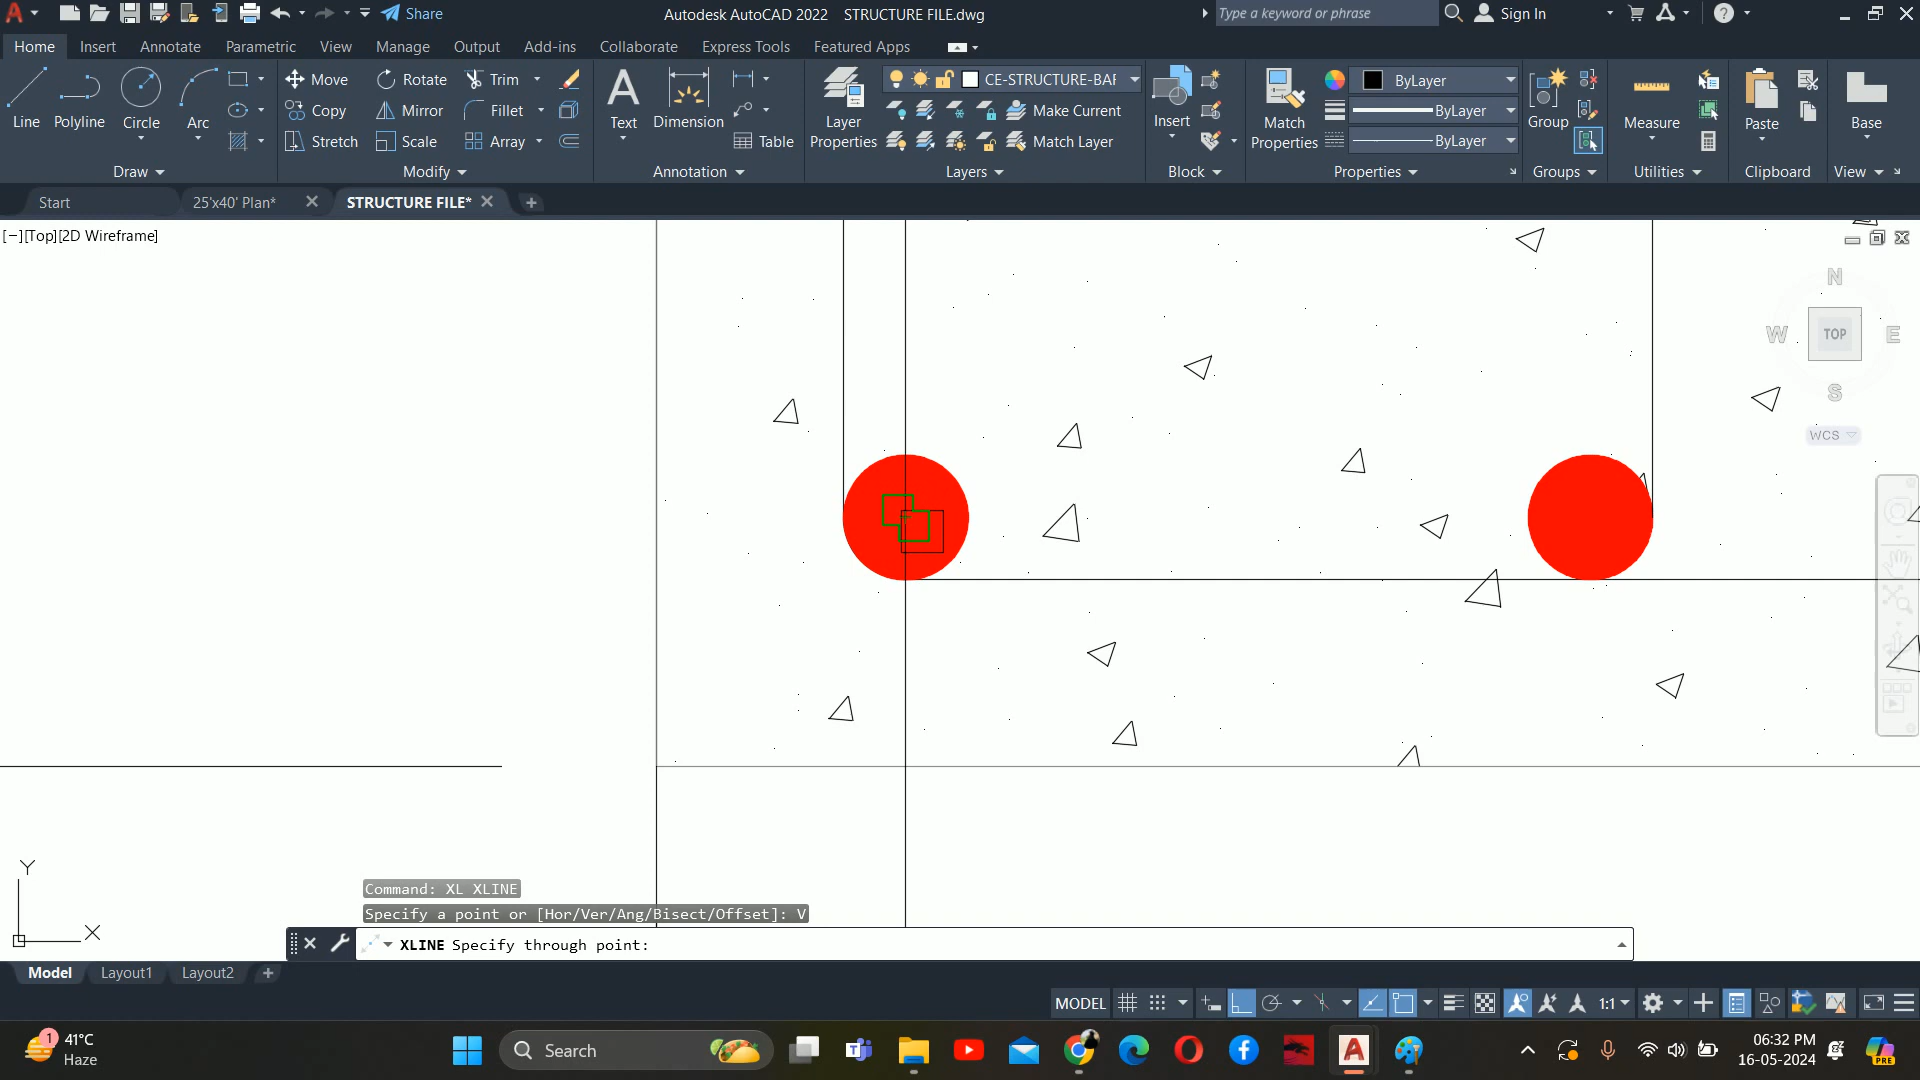 Share
Autodesk AutoCAD 2022 STRUCTURE FILE.dwg
Type a keyword or phrase
Sign In
Home Insert Annotate Parametric View Manage Output Add-ins Collaborate Express Tools Featured Apps
Line Polyline Circle Arc
Move Rotate Trim
Copy Mirror Fillet
Stretch Scale Array
Text Dimension Table
Layer Properties
CE-STRUCTURE-BAR
Make Current
Match Layer
Insert
Match Properties
ByLayer
ByLayer
ByLayer
Group Measure Paste Base
Draw Modify Annotation Layers Block Properties Groups Utilities Clipboard View
Start 25'x40' Plan* STRUCTURE FILE*
[−][Top][2D Wireframe]
N
W TOP E
S
WCS
Y
X
Command: XL XLINE
Specify a point or [Hor/Ver/Ang/Bisect/Offset]: V
XLINE Specify through point:
Model Layout1 Layout2
MODEL 1:1
1
41°C
Haze
Search
PRE
06:32 PM
16-05-2024